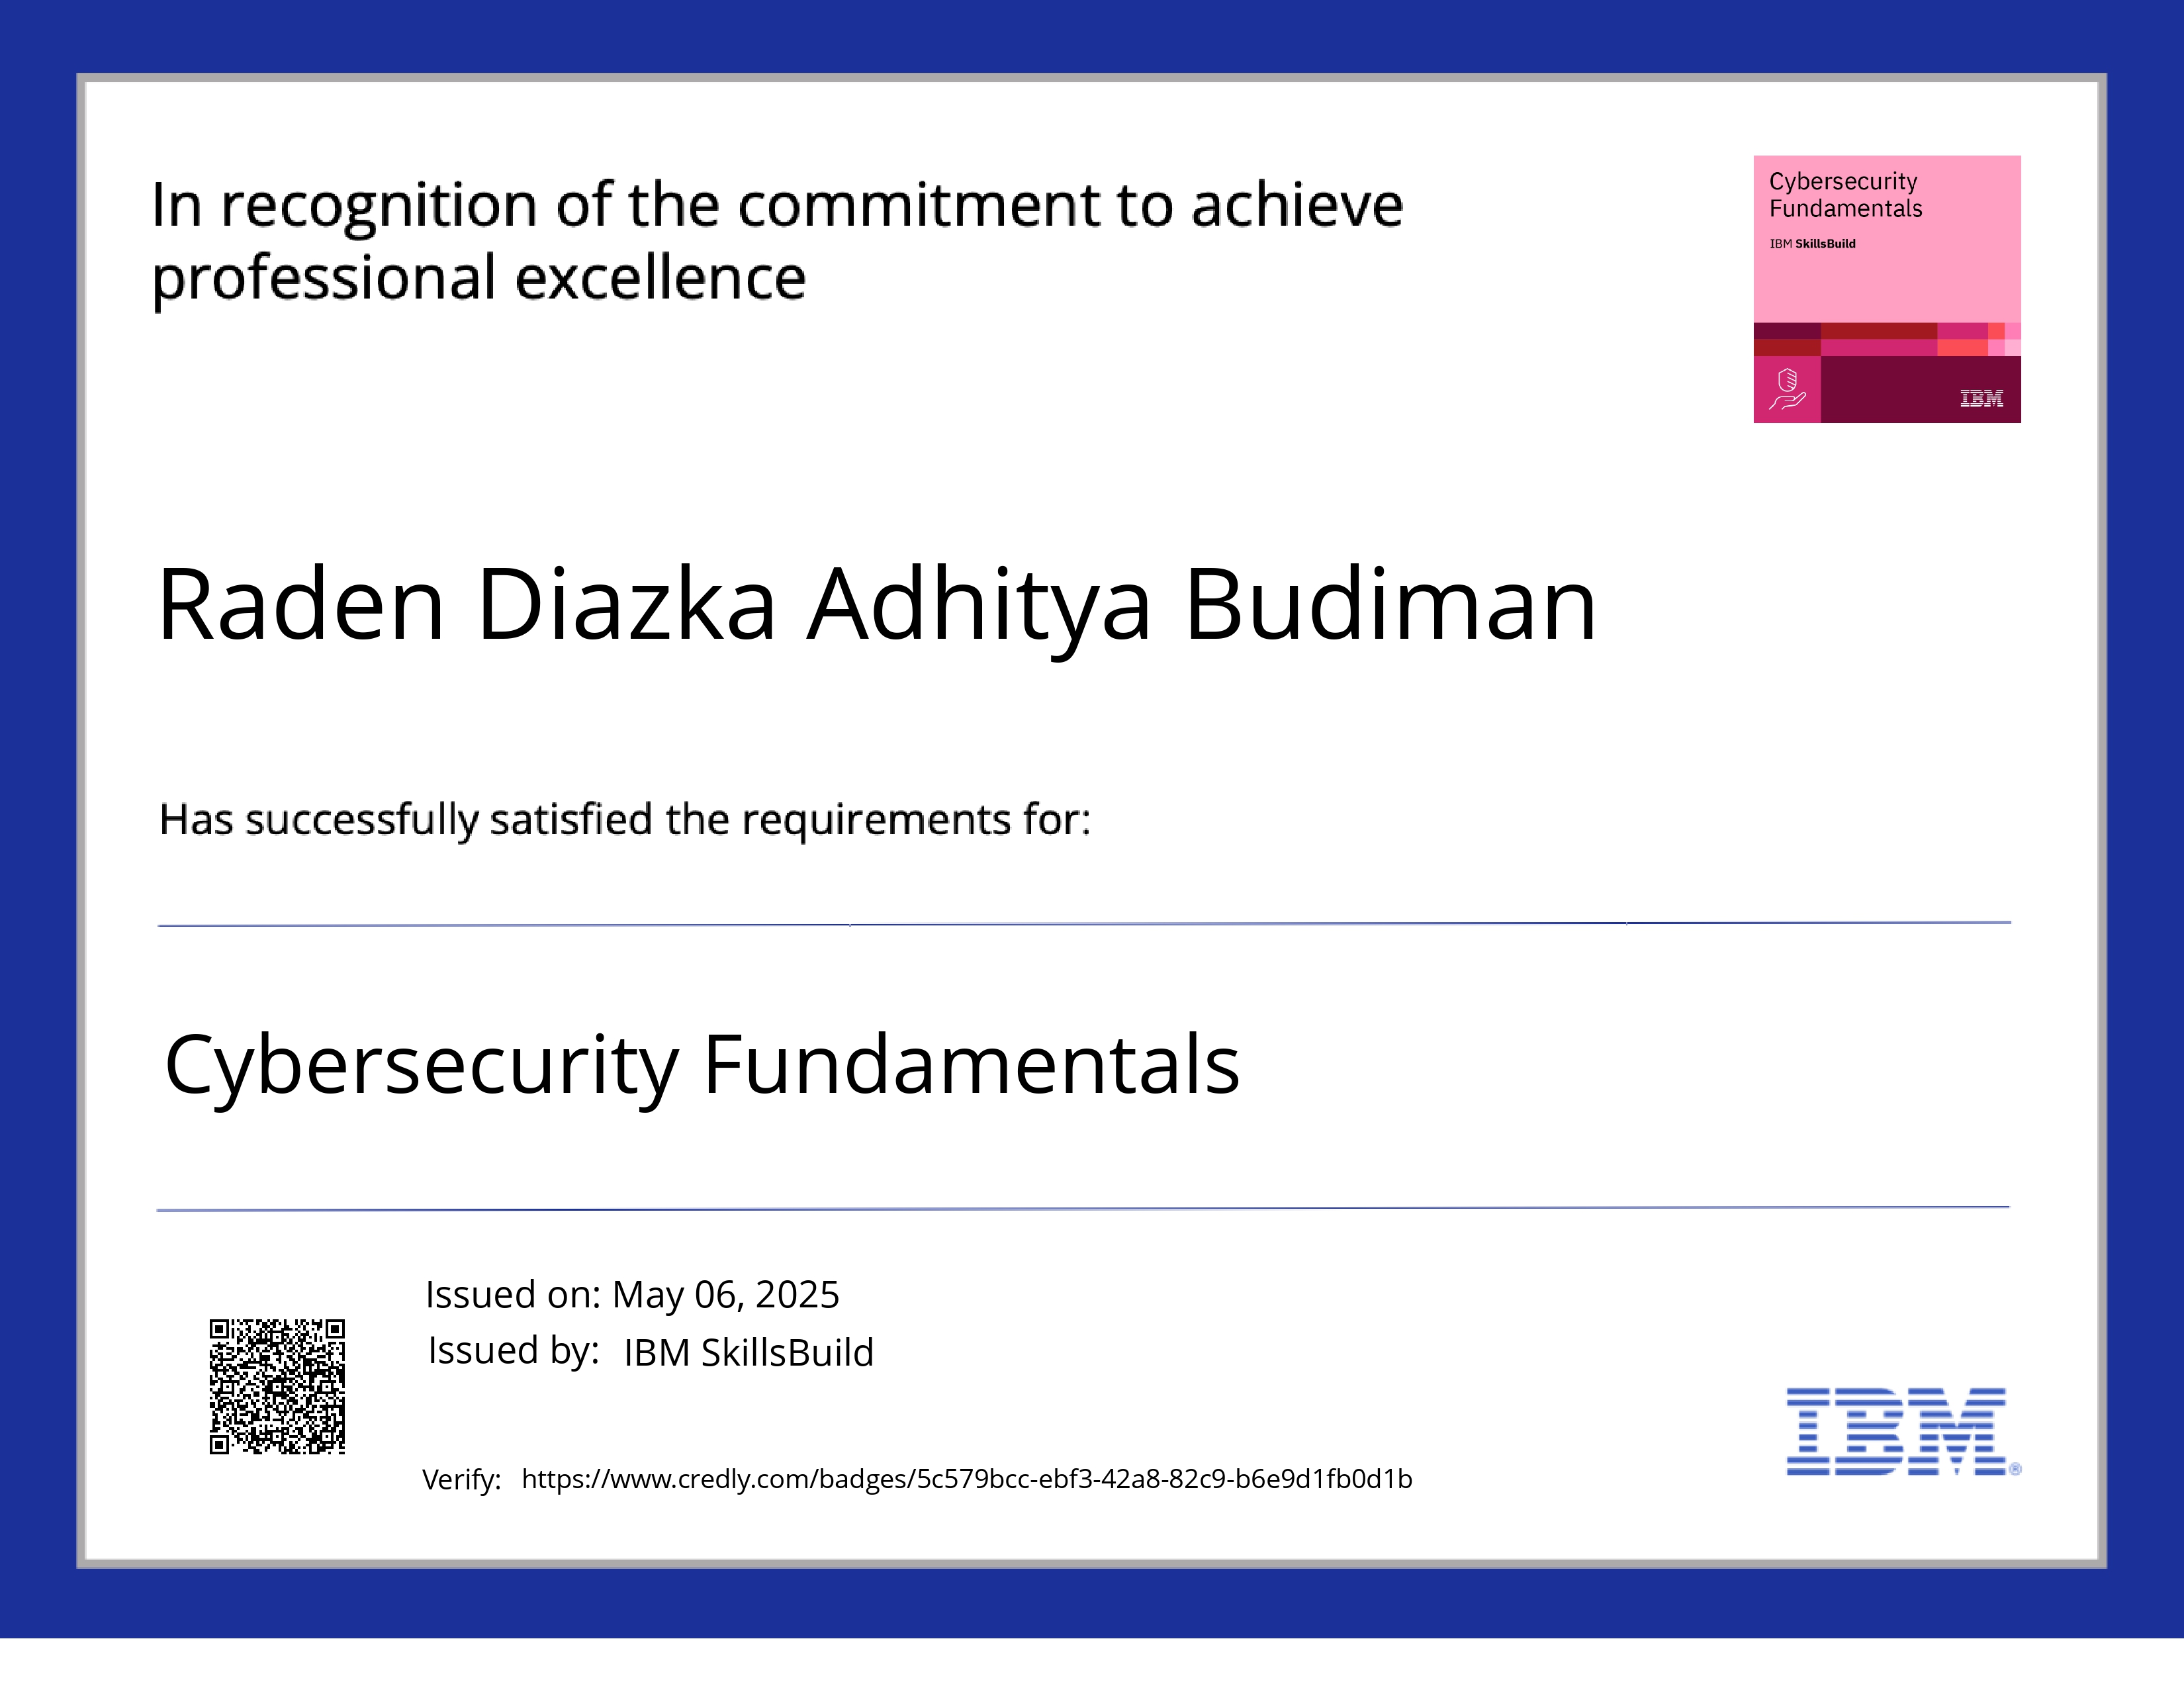 In recognition of the commitment to achieve
professional excellence
Cybersecurity
Fundamentals
IBM SkillsBuild
IBM
Raden Diazka Adhitya Budiman
Has successfully satisfied the requirements for:
Cybersecurity Fundamentals
Issued on: May 06, 2025
Issued by: IBM SkillsBuild
IBM®
Verify: https://www.credly.com/badges/5c579bcc-ebf3-42a8-82c9-b6e9d1fb0d1b